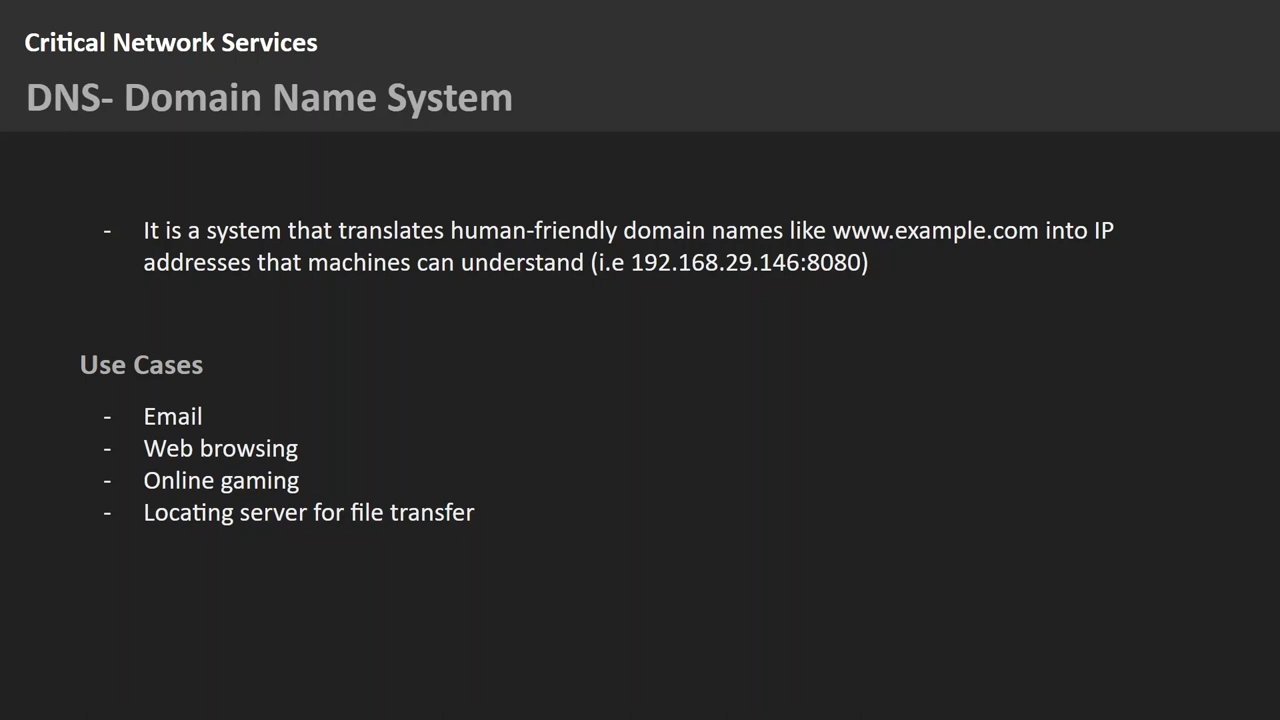 Critical Network Services
DNS- Domain Name System
- It is a system that translates human-friendly domain names like www.example.com into IP
addresses that machines can understand (i.e 192.168.29.146:8080)
Use Cases
- Email
- Web browsing
- Online gaming
- Locating server for file transfer